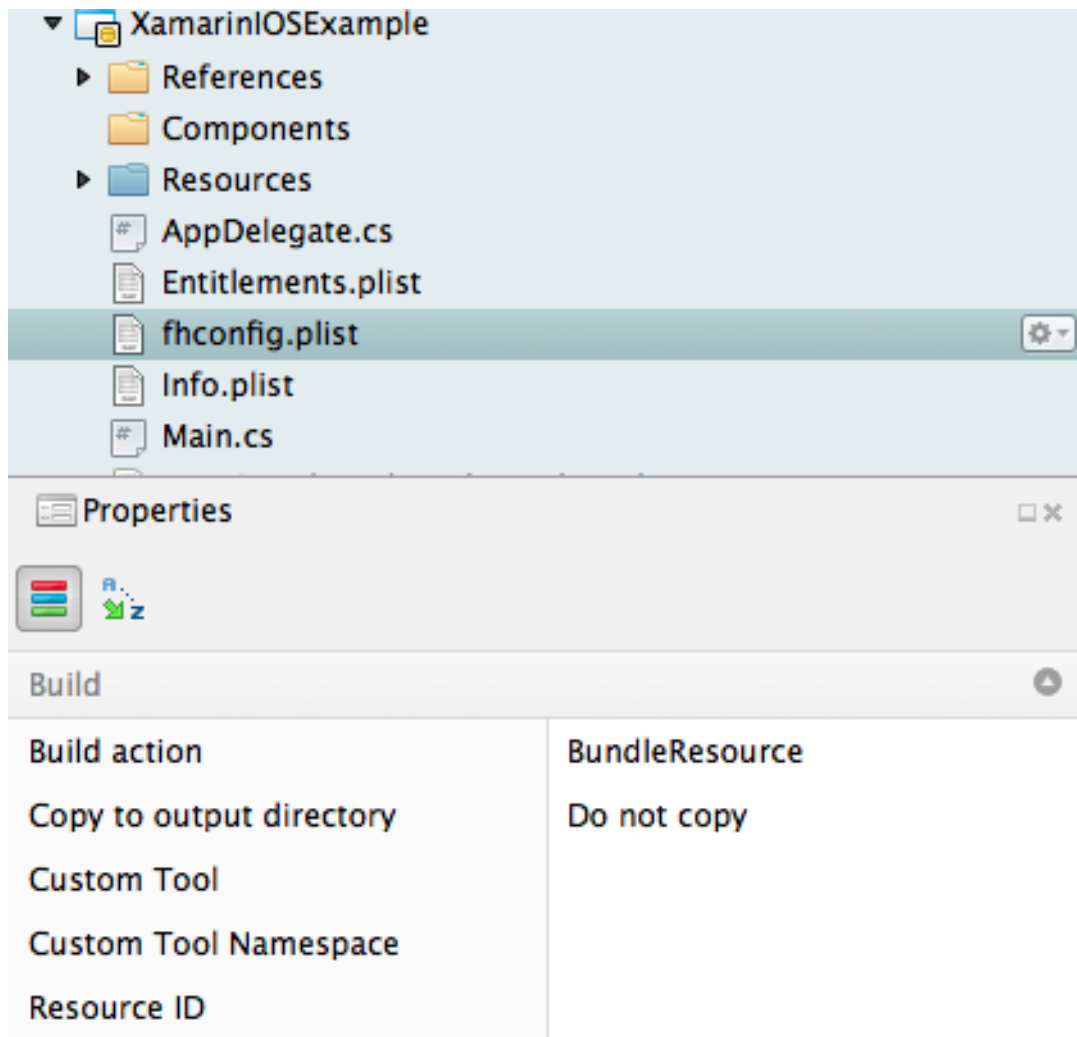 XamarinIOSExample
References
Components
Resources
AppDelegate.cs
Entitlements.plist
fhconfig.plist
Info.plist
Main.cs
Properties
Build
Build action BundleResource
Copy to output directory Do not copy
Custom Tool
Custom Tool Namespace
Resource ID